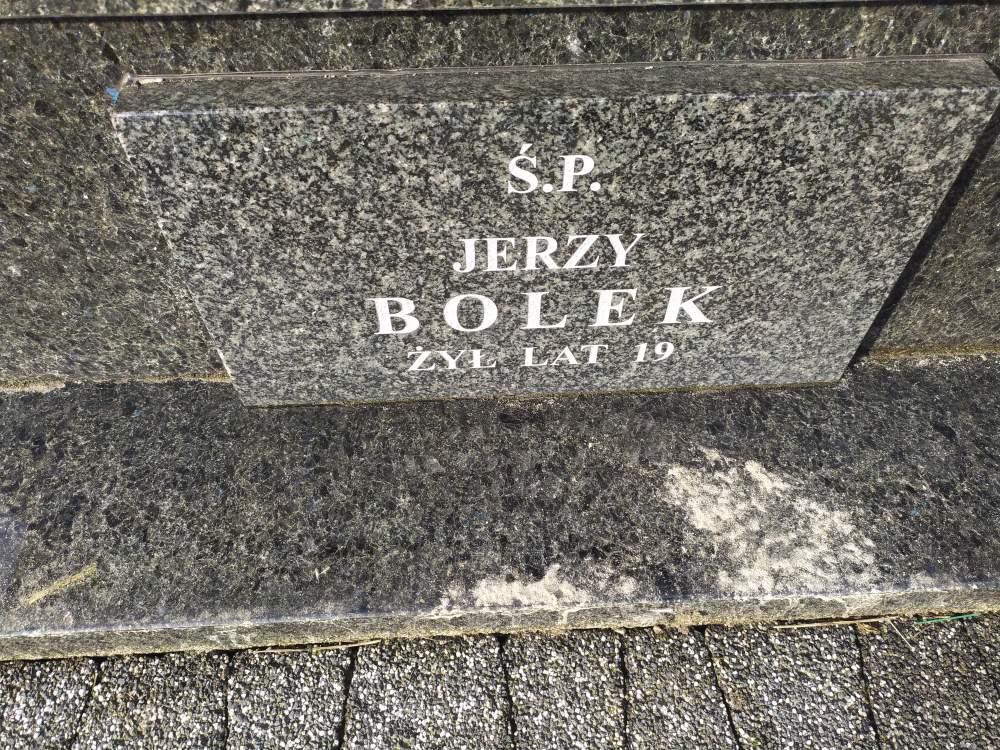 Ś.P.
JERZY
BOLEK
ŻYŁ LAT 19